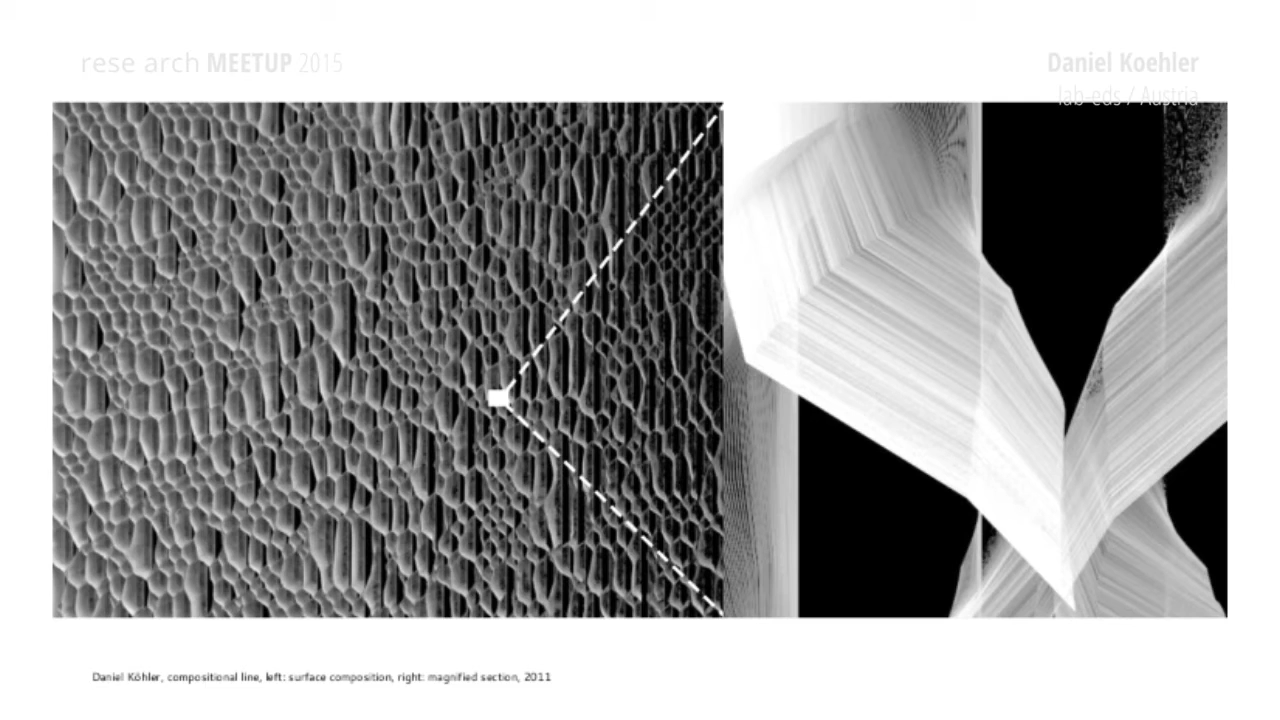 rese arch MEETUP 2015
Daniel Koehler
lab-eds / Austria
Daniel Köhler, compositional line, left: surface composition, right: magnified section, 2011